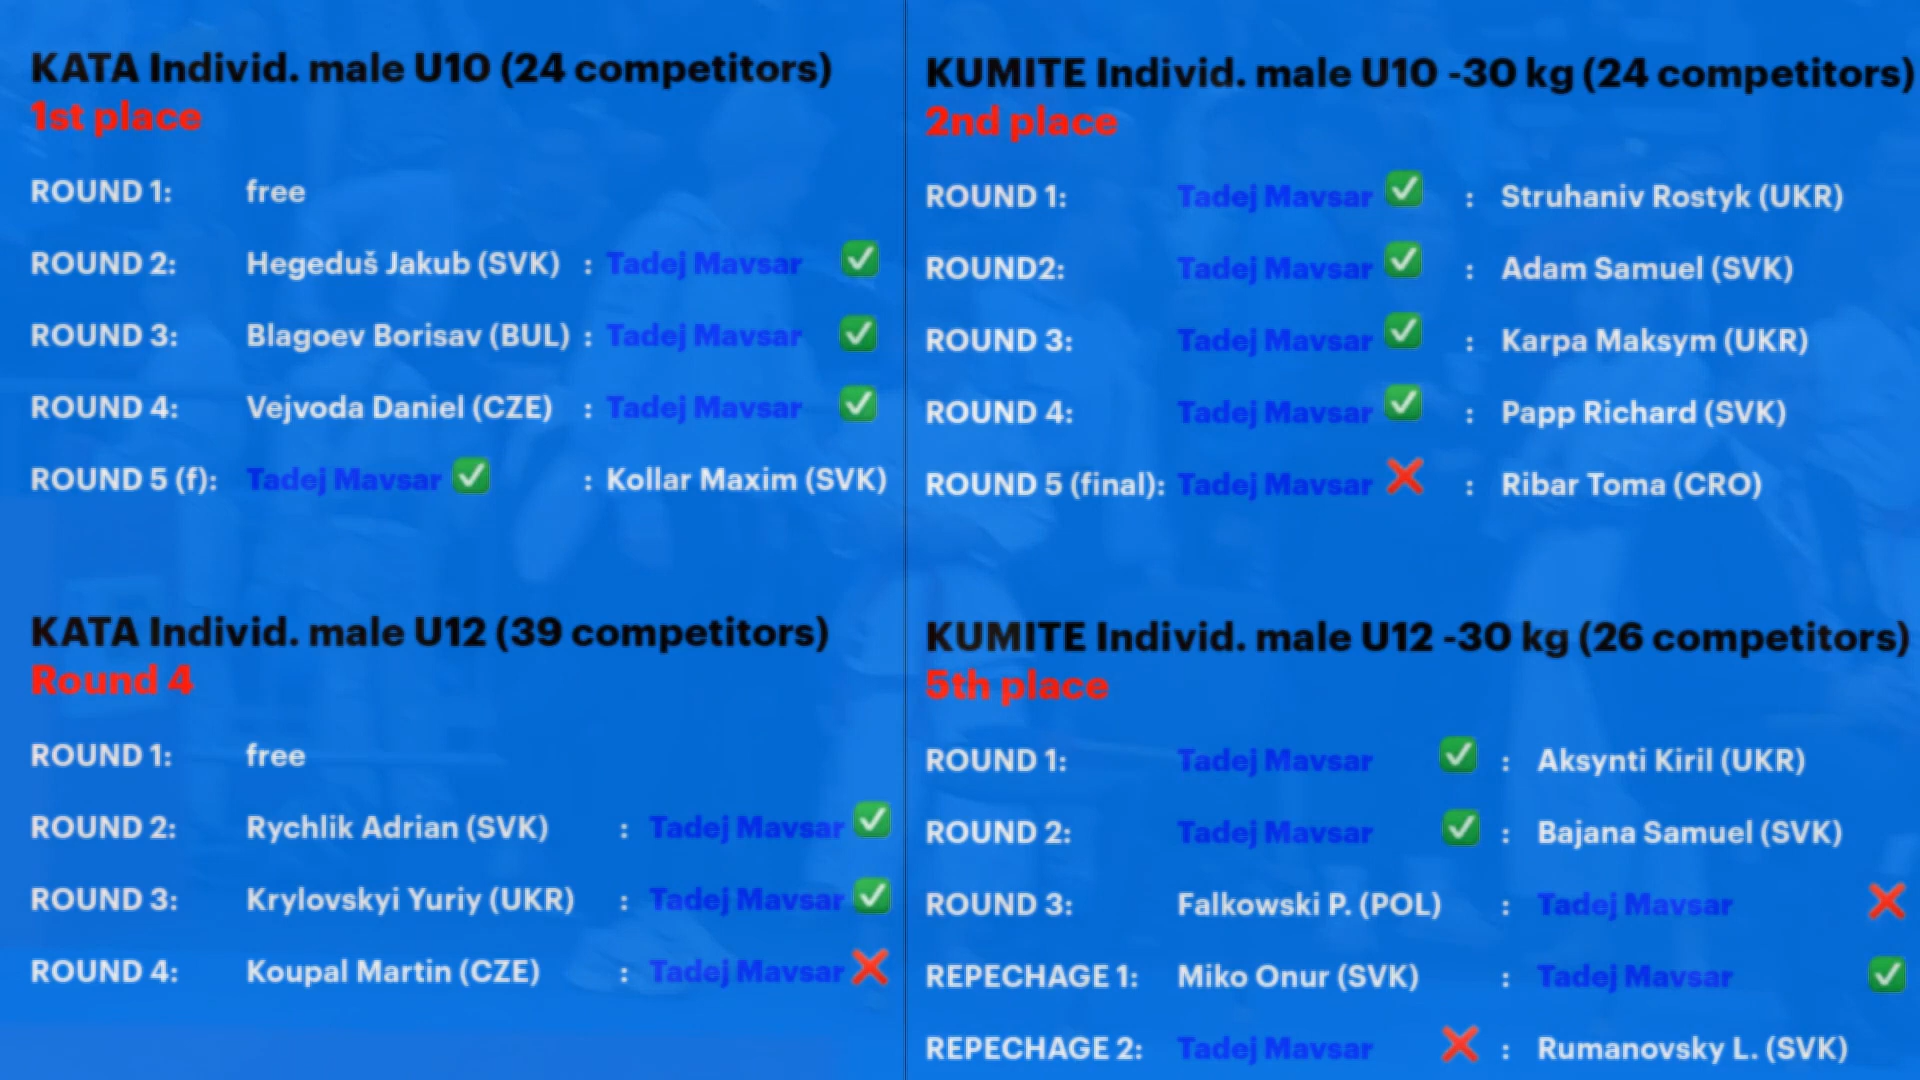 KATA Individ. male U10 (24 competitors)
1st place
ROUND 1: free
ROUND 2: Hegeduš Jakub (SVK) : Tadej Mavsar ✅
ROUND 3: Blagoev Borisav (BUL) : Tadej Mavsar ✅
ROUND 4: Vejvoda Daniel (CZE) : Tadej Mavsar ✅
ROUND 5 (f): Tadej Mavsar ✅ : Kollar Maxim (SVK)
KATA Individ. male U12 (39 competitors)
Round 4
ROUND 1: free
ROUND 2: Rychlik Adrian (SVK) : Tadej Mavsar ✅
ROUND 3: Krylovskyi Yuriy (UKR) : Tadej Mavsar ✅
ROUND 4: Koupal Martin (CZE) : Tadej Mavsar ❌
KUMITE Individ. male U10 -30 kg (24 competitors)
2nd place
ROUND 1: Tadej Mavsar ✅ : Struhaniv Rostyk (UKR)
ROUND2: Tadej Mavsar ✅ : Adam Samuel (SVK)
ROUND 3: Tadej Mavsar ✅ : Karpa Maksym (UKR)
ROUND 4: Tadej Mavsar ✅ : Papp Richard (SVK)
ROUND 5 (final): Tadej Mavsar ❌ : Ribar Toma (CRO)
KUMITE Individ. male U12 -30 kg (26 competitors)
5th place
ROUND 1: Tadej Mavsar ✅ : Aksynti Kiril (UKR)
ROUND 2: Tadej Mavsar ✅ : Bajana Samuel (SVK)
ROUND 3: Falkowski P. (POL) : Tadej Mavsar ❌
REPECHAGE 1: Miko Onur (SVK) : Tadej Mavsar ✅
REPECHAGE 2: Tadej Mavsar ❌ : Rumanovsky L. (SVK)